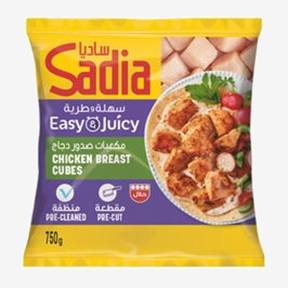 ساديا
Sadia
سهلة و طرية
Easy & Juicy
مكعبات صدور دجاج
CHICKEN BREAST
CUBES
منظفة
PRE-CLEANED
مقطعة
PRE-CUT
حلال
750g